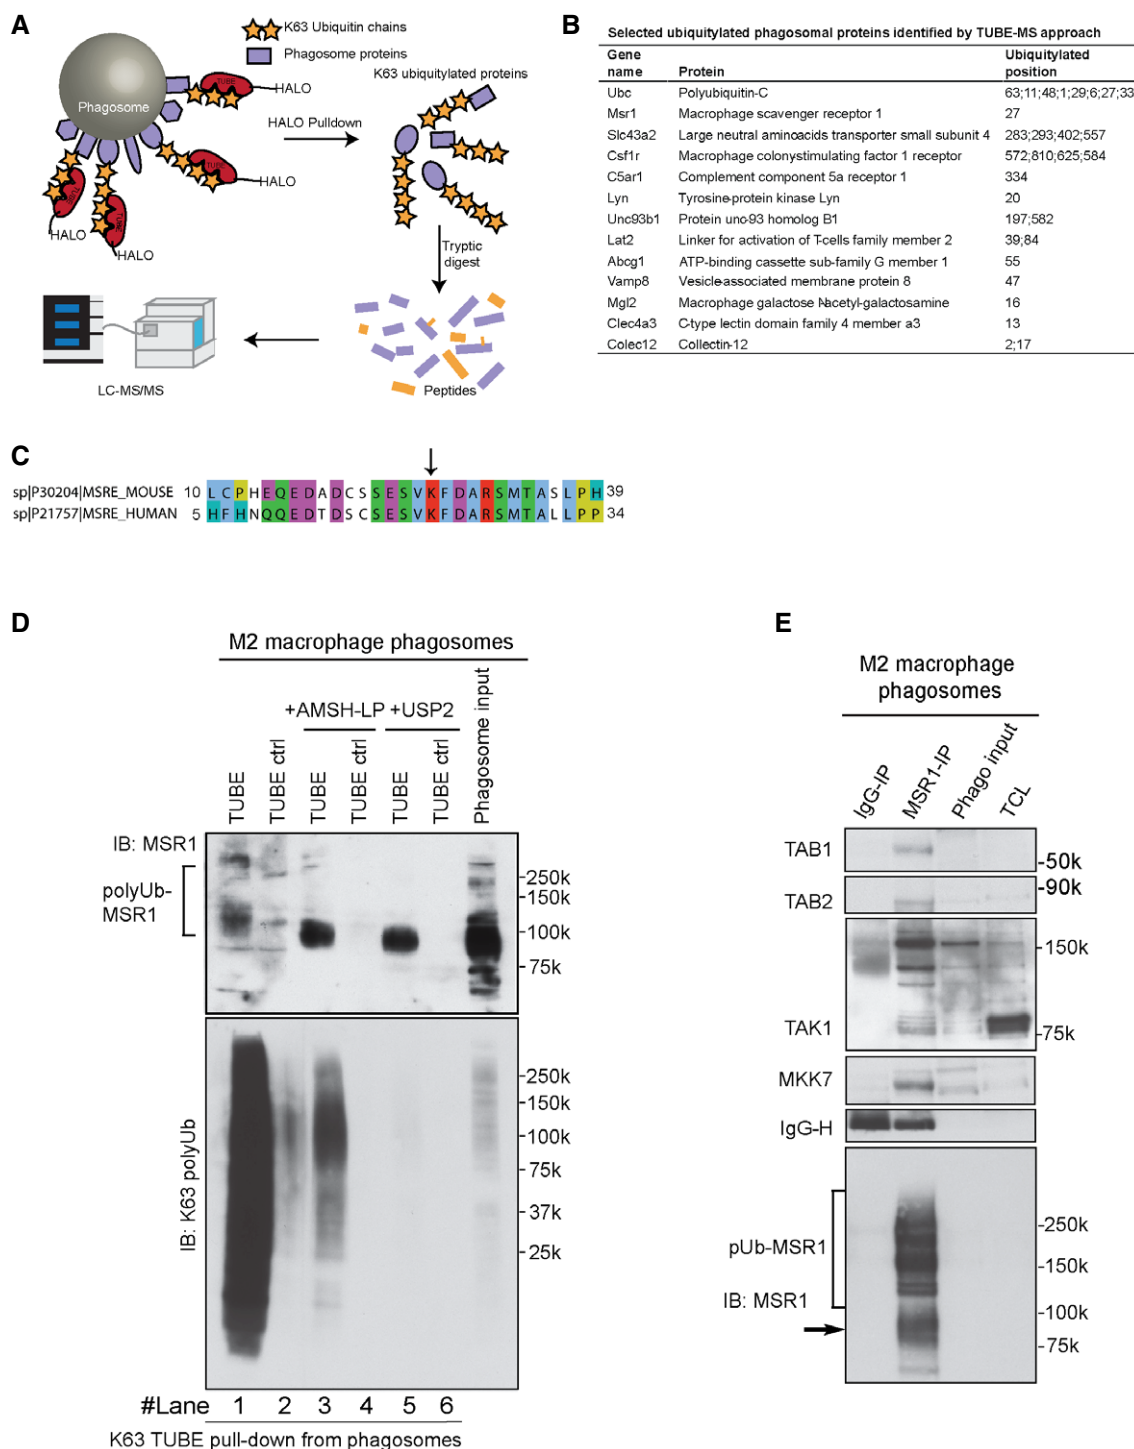 A
K63 Ubiquitin chains
Phagosome proteins
K63 ubiquitylated proteins
Phagosome
TUBE
HALO
HALO Pulldown
TUBE
HALO
TUBE
HALO
TUBE
HALO
Tryptic
digest
LC-MS/MS
Peptides
B
Selected ubiquitylated phagosomal proteins identified by TUBE-MS approach
Gene name Protein Ubiquitylated position
Ubc Polyubiquitin-C 63;11;48;1;29;6;27;33
Msr1 Macrophage scavenger receptor 1 27
Slc43a2 Large neutral aminoacids transporter small subunit 4 283;293;402;557
Csf1r Macrophage colonystimulating factor 1 receptor 572;810;625;584
C5ar1 Complement component 5a receptor 1 334
Lyn Tyrosine-protein kinase Lyn 20
Unc93b1 Protein unc-93 homolog B1 197;582
Lat2 Linker for activation of T-cells family member 2 39;84
Abcg1 ATP-binding cassette sub-family G member 1 55
Vamp8 Vesicle-associated membrane protein 8 47
Mgl2 Macrophage galactose N-acetyl-galactosamine 16
Clec4a3 C-type lectin domain family 4 member a3 13
Colec12 Collectin-12 2;17
C
sp|P30204|MSRE_MOUSE 10 LCPHEQEDADCSSESVKFDARSMTASLPH 39
sp|P21757|MSRE_HUMAN 5 HFHNQQEDTDSCSESVKFDARSMTALLPP 34
D
M2 macrophage phagosomes
+AMSH-LP +USP2
TUBE
TUBE ctrl
TUBE
TUBE ctrl
TUBE
TUBE ctrl
Phagosome input
IB: MSR1
polyUb-
MSR1
-250k
-150k
-100k
-75k
IB: K63 polyUb
-250k
-150k
-100k
-75k
-37k
-25k
#Lane 1 2 3 4 5 6
K63 TUBE pull-down from phagosomes
E
M2 macrophage
phagosomes
IgG-IP
MSR1-IP
Phago input
TCL
TAB1
-50k
-90k
TAB2
-150k
TAK1
-75k
MKK7
IgG-H
pUb-MSR1
IB: MSR1
-250k
-150k
-100k
-75k